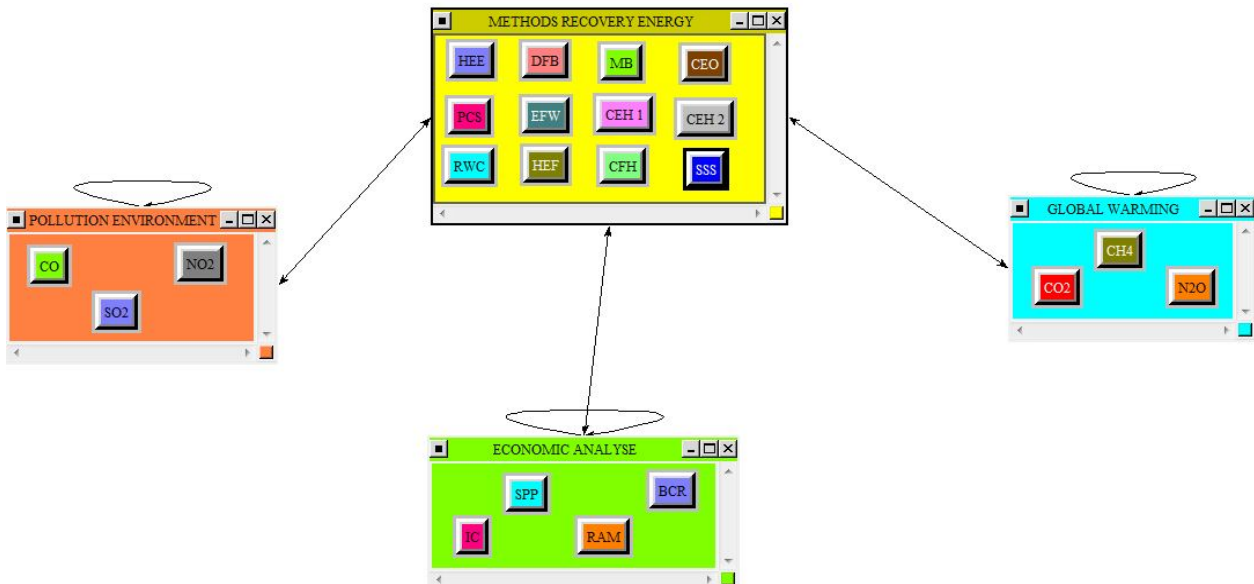 METHODS RECOVERY ENERGY
HEE DFB MB CEO
PCS EFW CEH 1 CEH 2
RWC HEF CFH SSS
POLLUTION ENVIRONMENT
CO NO2
SO2
GLOBAL WARMING
CH4
CO2 N2O
ECONOMIC ANALYSE
SPP BCR
IC RAM